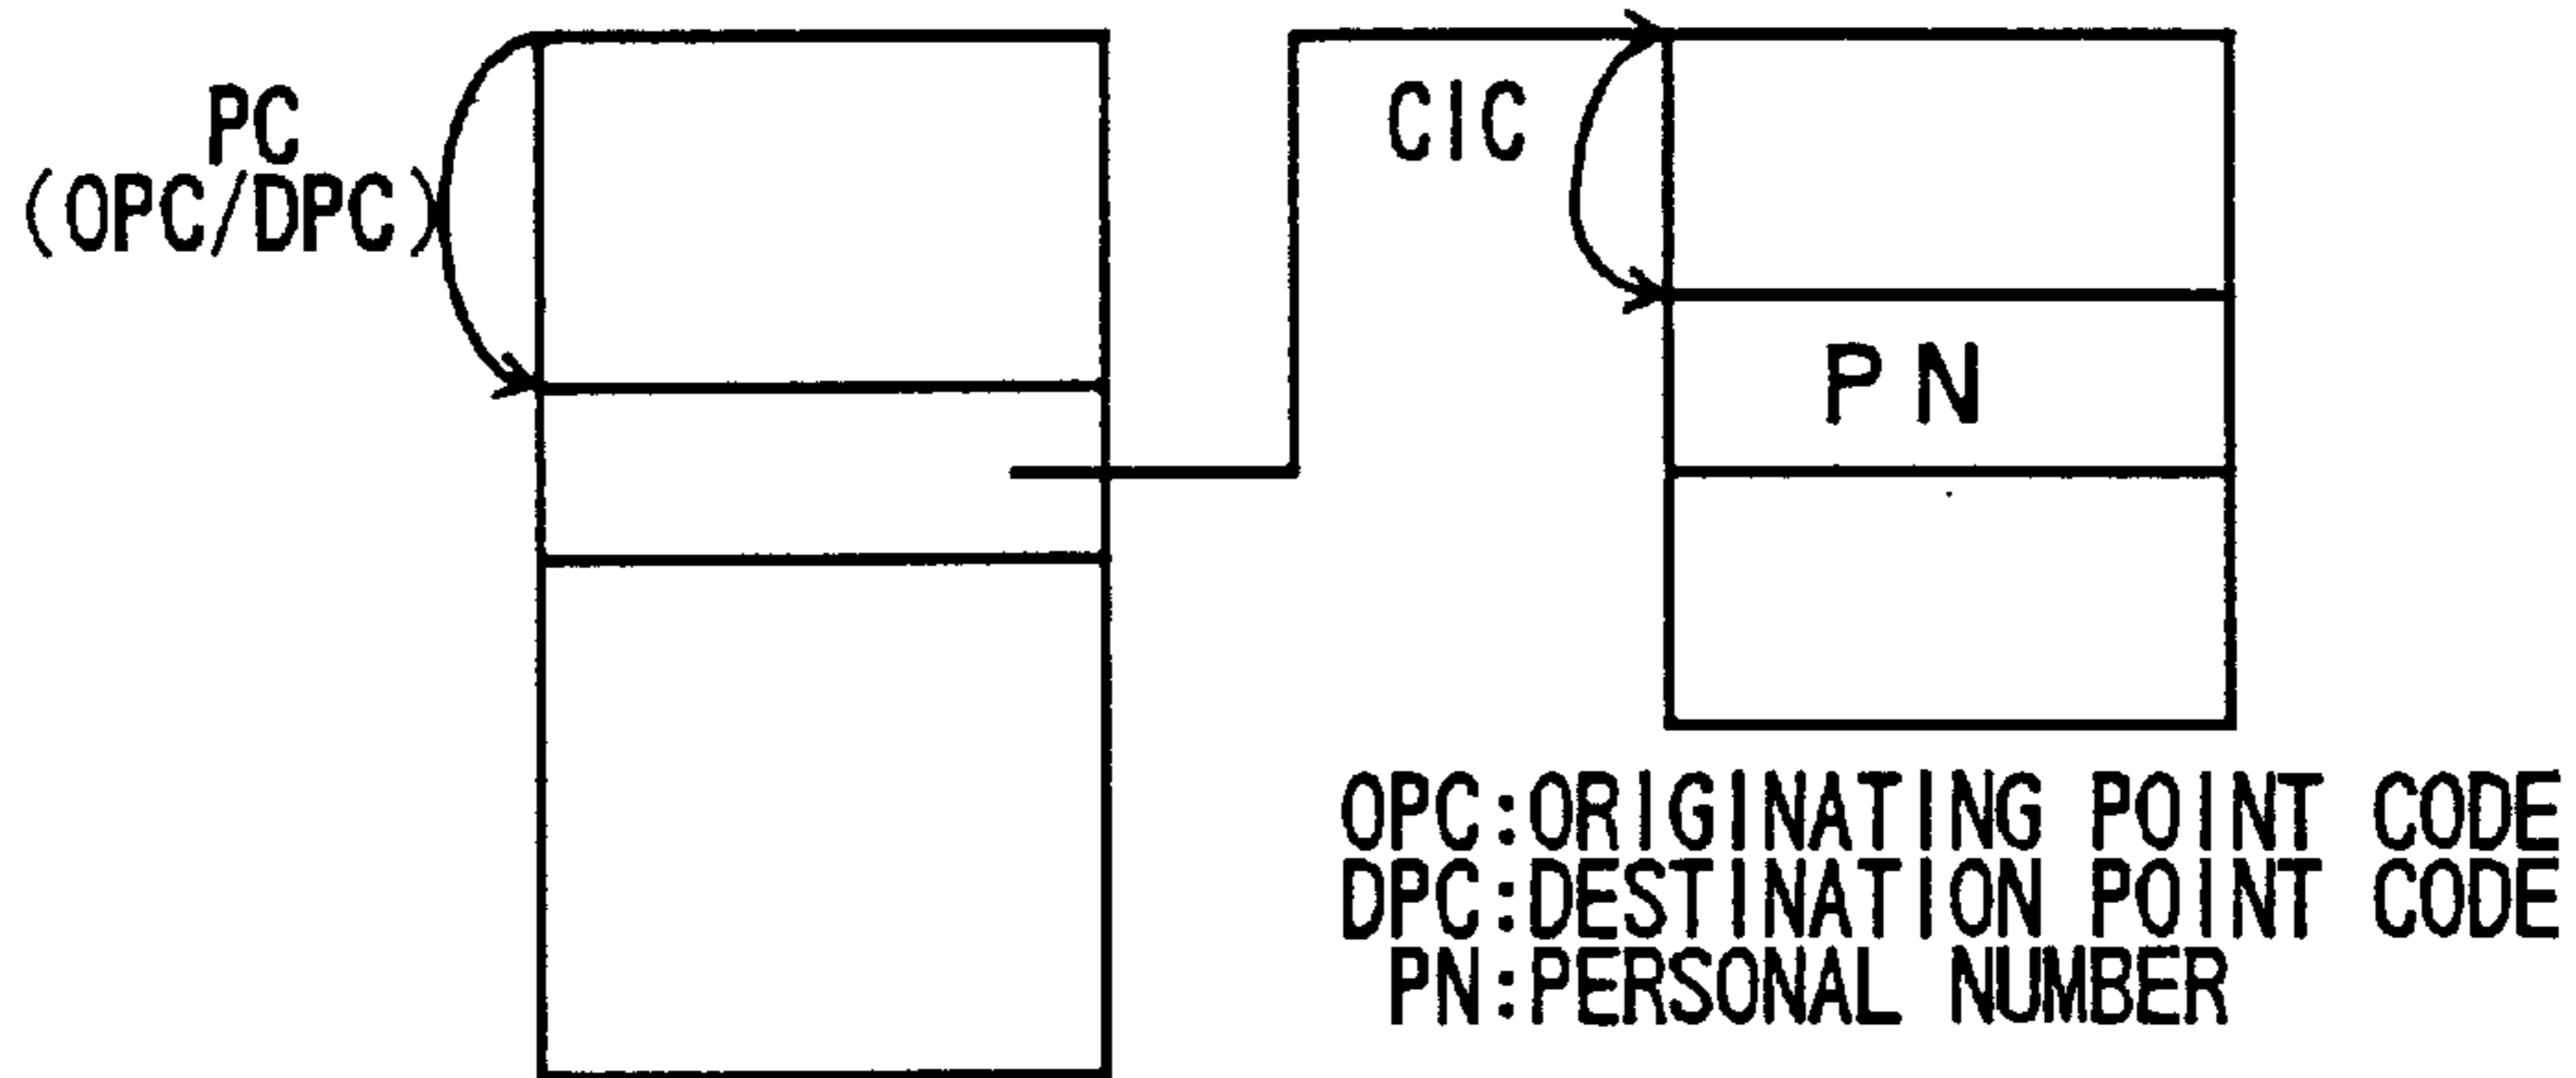 PC
(OPC/DPC)
CIC
PN
OPC:ORIGINATING POINT CODE
DPC:DESTINATION POINT CODE
PN:PERSONAL NUMBER